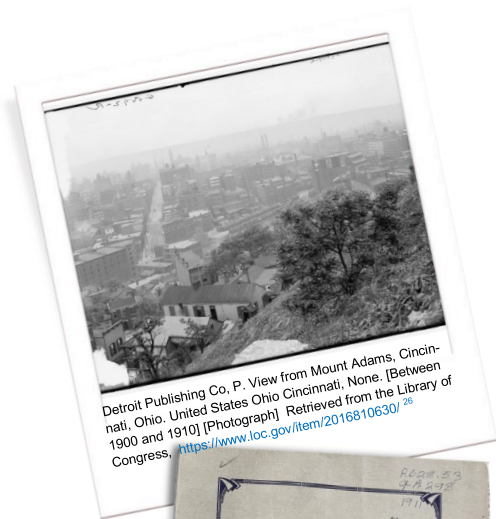 Detroit Publishing Co, P. View from Mount Adams, Cincin-
nati, Ohio. United States Ohio Cincinnati, None. [Between
1900 and 1910] [Photograph] Retrieved from the Library of
Congress, https://www.loc.gov/item/2016810630/ 26
1911